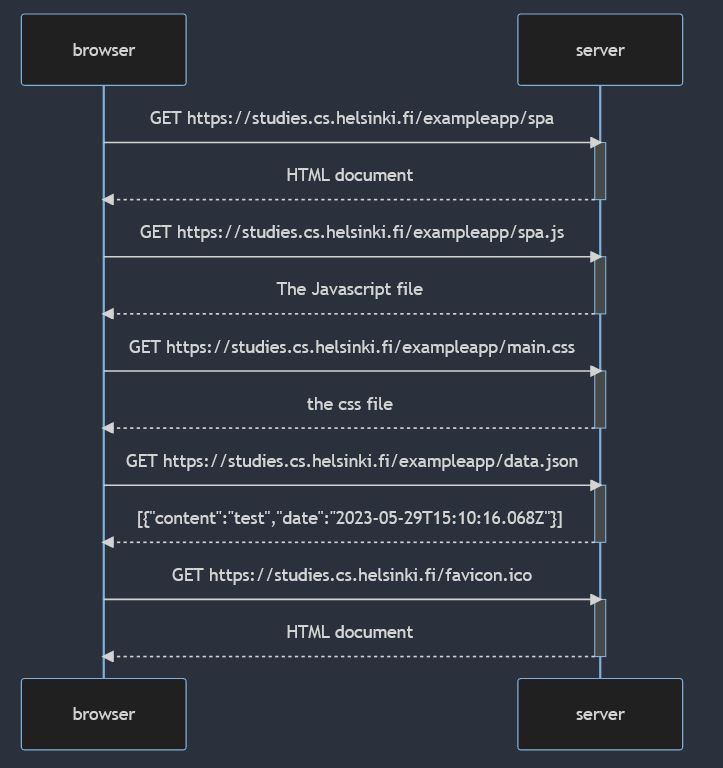 browser
server
GET https://studies.cs.helsinki.fi/exampleapp/spa
HTML document
GET https://studies.cs.helsinki.fi/exampleapp/spa.js
The Javascript file
GET https://studies.cs.helsinki.fi/exampleapp/main.css
the css file
GET https://studies.cs.helsinki.fi/exampleapp/data.json
[{"content":"test","date":"2023-05-29T15:10:16.068Z"}]
GET https://studies.cs.helsinki.fi/favicon.ico
HTML document
browser
server